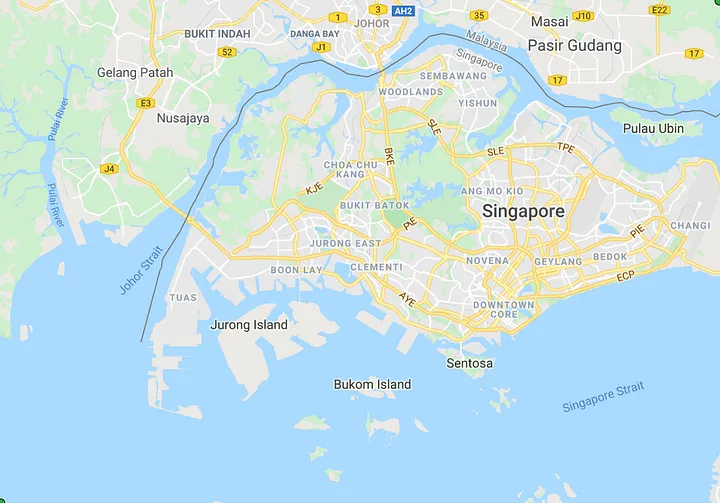 1
3
AH2
35
Masai
J10
E22
BUKIT INDAH
DANGA BAY
JOHOR
J1
52
Malaysia
Singapore
Pasir Gudang
17
17
Gelang Patah
SEMBAWANG
WOODLANDS
YISHUN
E3
Pulai River
Nusajaya
Pulau Ubin
SLE
SLE
TPE
BKE
CHOA CHU
KANG
J4
KJE
ANG MO KIO
Pulai River
BUKIT BATOK
Singapore
PIE
CHANGI
PIE
JURONG EAST
Johor Strait
BOON LAY
CLEMENTI
NOVENA
GEYLANG
BEDOK
ECP
TUAS
AYE
DOWNTOWN
CORE
Jurong Island
Sentosa
Bukom Island
Singapore Strait